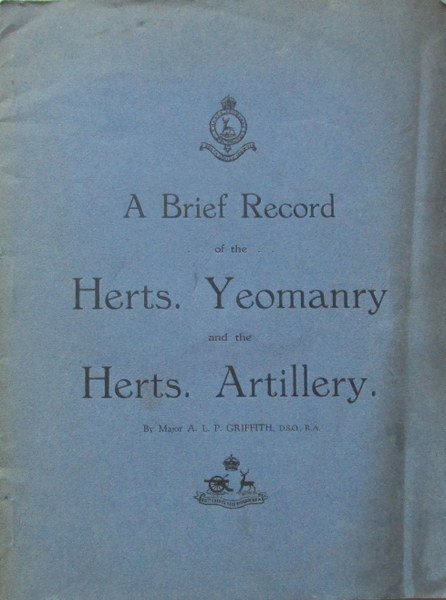 A Brief Record
of the
Herts. Yeomanry
and the
Herts. Artillery.
By Major A. L. P. GRIFFITH, D.S.O., R.A.